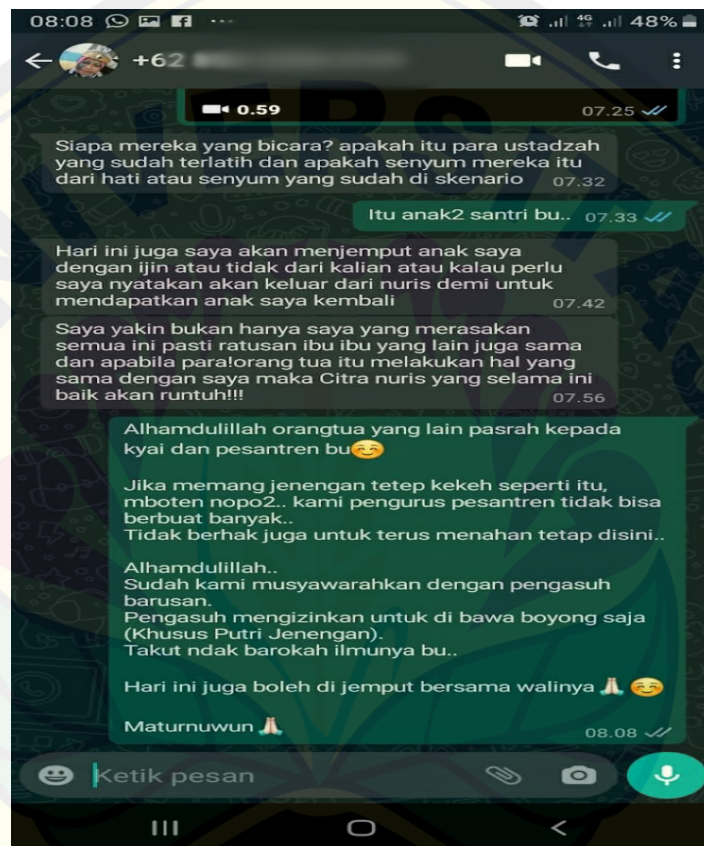 08:08
4G
48%
+62
0.59
07.25
Siapa mereka yang bicara? apakah itu para ustadzah
yang sudah terlatih dan apakah senyum mereka itu
dari hati atau senyum yang sudah di skenario 07.32
Itu anak2 santri bu.. 07.33
Hari ini juga saya akan menjemput anak saya
dengan ijin atau tidak dari kalian atau kalau perlu
saya nyatakan akan keluar dari nuris demi untuk
mendapatkan anak saya kembali 07.42
Saya yakin bukan hanya saya yang merasakan
semua ini pasti ratusan ibu ibu yang lain juga sama
dan apabila para!orang tua itu melakukan hal yang
sama dengan saya maka Citra nuris yang selama ini
baik akan runtuh!!! 07.56
Alhamdulillah orangtua yang lain pasrah kepada
kyai dan pesantren bu☺️
Jika memang jenengan tetep kekeh seperti itu,
mboten nopo2.. kami pengurus pesantren tidak bisa
berbuat banyak..
Tidak berhak juga untuk terus menahan tetap disini..
Alhamdulillah..
Sudah kami musyawarahkan dengan pengasuh
barusan.
Pengasuh mengizinkan untuk di bawa boyong saja
(Khusus Putri Jenengan).
Takut ndak barokah ilmunya bu..
Hari ini juga boleh di jemput bersama walinya 🙏🏻 ☺️
Maturnuwun 🙏🏻
08.08
Ketik pesan